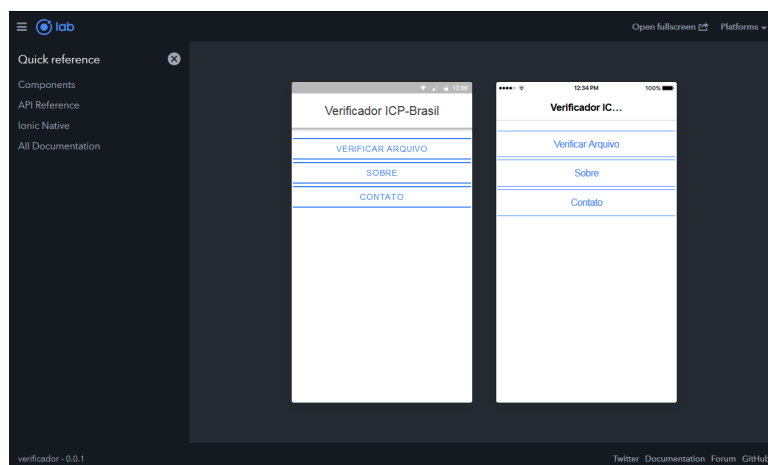 lab
Open fullscreen
Platforms
Quick reference
Components
API Reference
Ionic Native
All Documentation
12:39
Verificador ICP-Brasil
VERIFICAR ARQUIVO
SOBRE
CONTATO
12:34 PM
100%
Verificador IC...
Verificar Arquivo
Sobre
Contato
verificador - 0.0.1
Twitter Documentation Forum GitHub